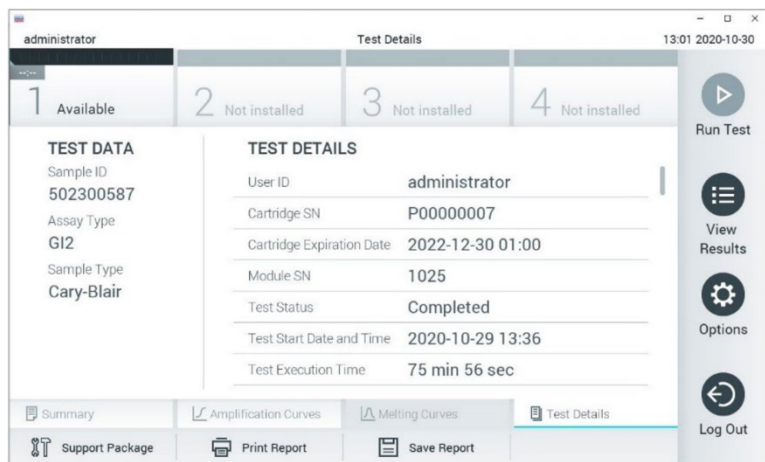 administrator
Test Details
13:01 2020-10-30
--:--
1 Available
2 Not installed
3 Not installed
4 Not installed
Run Test
View
Results
Options
Log Out
TEST DATA
Sample ID
502300587
Assay Type
GI2
Sample Type
Cary-Blair
TEST DETAILS
User ID administrator
Cartridge SN P00000007
Cartridge Expiration Date 2022-12-30 01:00
Module SN 1025
Test Status Completed
Test Start Date and Time 2020-10-29 13:36
Test Execution Time 75 min 56 sec
Summary
Amplification Curves
Melting Curves
Test Details
Support Package
Print Report
Save Report